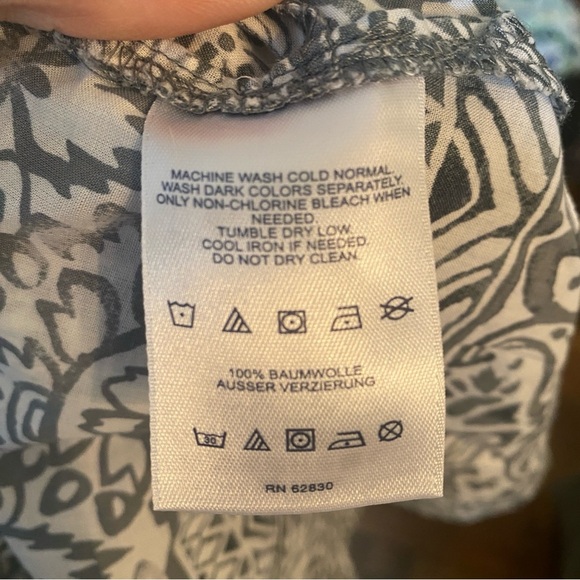 MACHINE WASH COLD NORMAL.
WASH DARK COLORS SEPARATELY.
ONLY NON-CHLORINE BLEACH WHEN
NEEDED.
TUMBLE DRY LOW.
COOL IRON IF NEEDED.
DO NOT DRY CLEAN.
100% BAUMWOLLE
AUSSER VERZIERUNG
30
RN 62830